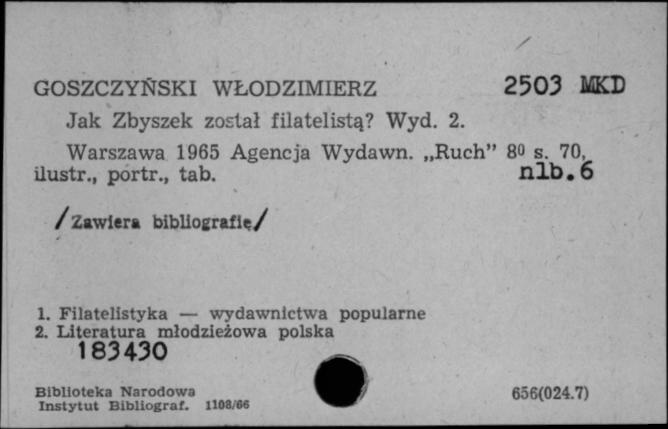 GOSZCZYŃSKI WŁODZIMIERZ 2503 MKD
Jak Zbyszek został filatelistą? Wyd. 2.
Warszawa 1965 Agencja Wydawn. „Ruch” 8⁰ s. 70,
ilustr., portr., tab. nlb.6
/Zawiera bibliografię/
1. Filatelistyka — wydawnictwa popularne
2. Literatura młodzieżowa polska
183430
Biblioteka Narodowa 656(024.7)
Instytut Bibliograf. 1108/66